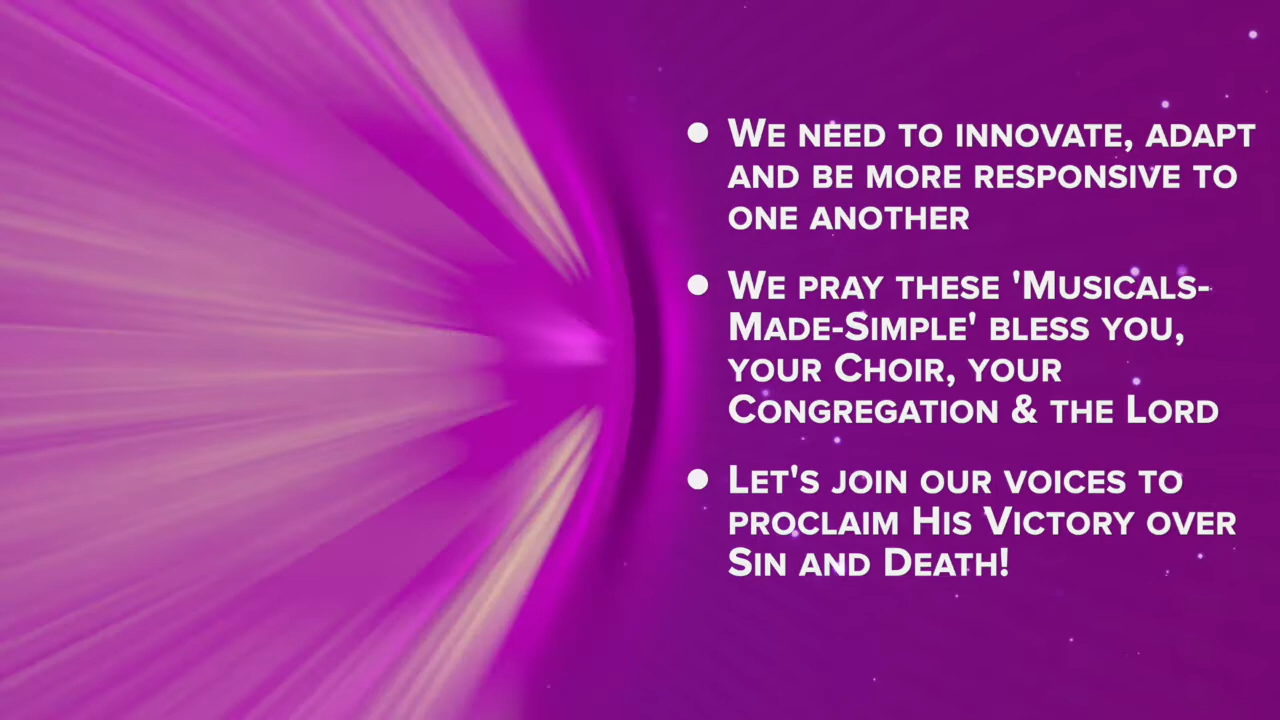 • We need to innovate, adapt
and be more responsive to
one another
• We pray these 'Musicals-
Made-Simple' bless you,
your Choir, your
Congregation & the Lord
• Let's join our voices to
proclaim His Victory over
Sin and Death!